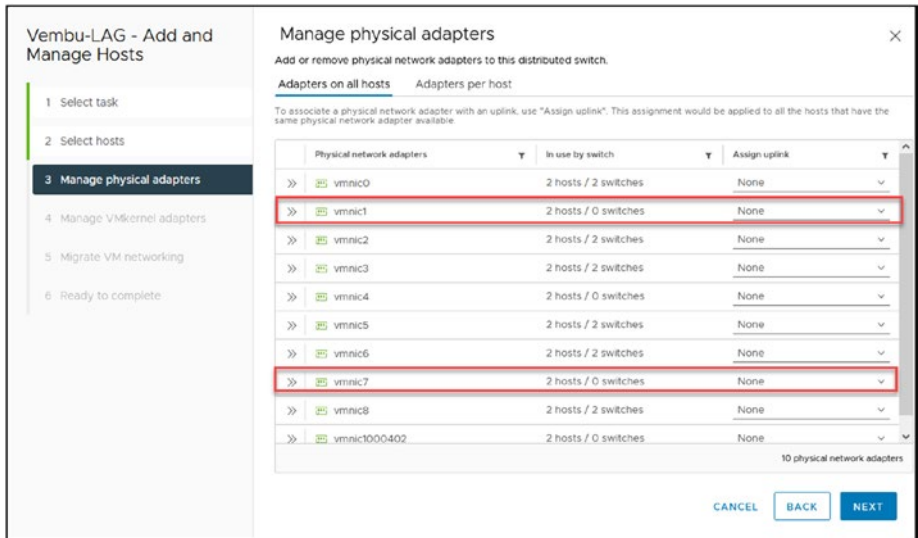 Vembu-LAG - Add and
Manage Hosts
1 Select task
2 Select hosts
3 Manage physical adapters
4 Manage VMkernel adapters
5 Migrate VM networking
6 Ready to complete
Manage physical adapters
Add or remove physical network adapters to this distributed switch.
Adapters on all hosts Adapters per host
To associate a physical network adapter with an uplink, use "Assign uplink". This assignment would be applied to all the hosts that have the
same physical network adapter available
Physical network adapters In use by switch Assign uplink
vmnic0 2 hosts / 2 switches None
vmnic1 2 hosts / 0 switches None
vmnic2 2 hosts / 2 switches None
vmnic3 2 hosts / 2 switches None
vmnic4 2 hosts / 0 switches None
vmnic5 2 hosts / 2 switches None
vmnic6 2 hosts / 2 switches None
vmnic7 2 hosts / 0 switches None
vmnic8 2 hosts / 2 switches None
vmnic1000402 2 hosts / 0 switches None
10 physical network adapters
CANCEL BACK NEXT